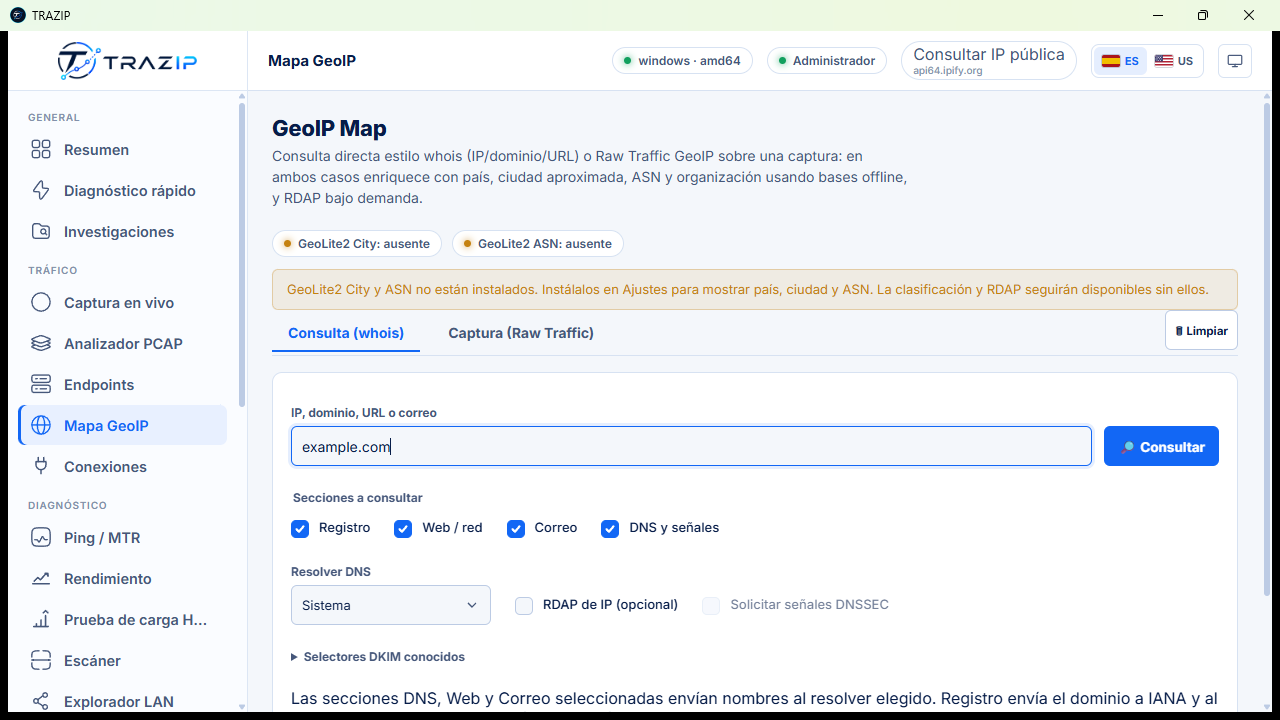 TRAZIP
TRAZIP
Mapa GeoIP
windows · amd64
Administrador
Consultar IP pública
api64.ipify.org
ES
US
GENERAL
Resumen
Diagnóstico rápido
Investigaciones
TRÁFICO
Captura en vivo
Analizador PCAP
Endpoints
Mapa GeoIP
Conexiones
DIAGNÓSTICO
Ping / MTR
Rendimiento
Prueba de carga H...
Escáner
Explorador LAN
GeoIP Map
Consulta directa estilo whois (IP/dominio/URL) o Raw Traffic GeoIP sobre una captura: en
ambos casos enriquece con país, ciudad aproximada, ASN y organización usando bases offline,
y RDAP bajo demanda.
GeoLite2 City: ausente
GeoLite2 ASN: ausente
GeoLite2 City y ASN no están instalados. Instálalos en Ajustes para mostrar país, ciudad y ASN. La clasificación y RDAP seguirán disponibles sin ellos.
Consulta (whois)
Captura (Raw Traffic)
Limpiar
IP, dominio, URL o correo
example.com
Consultar
Secciones a consultar
Registro
Web / red
Correo
DNS y señales
Resolver DNS
Sistema
RDAP de IP (opcional)
Solicitar señales DNSSEC
Selectores DKIM conocidos
Las secciones DNS, Web y Correo seleccionadas envían nombres al resolver elegido. Registro envía el dominio a IANA y al